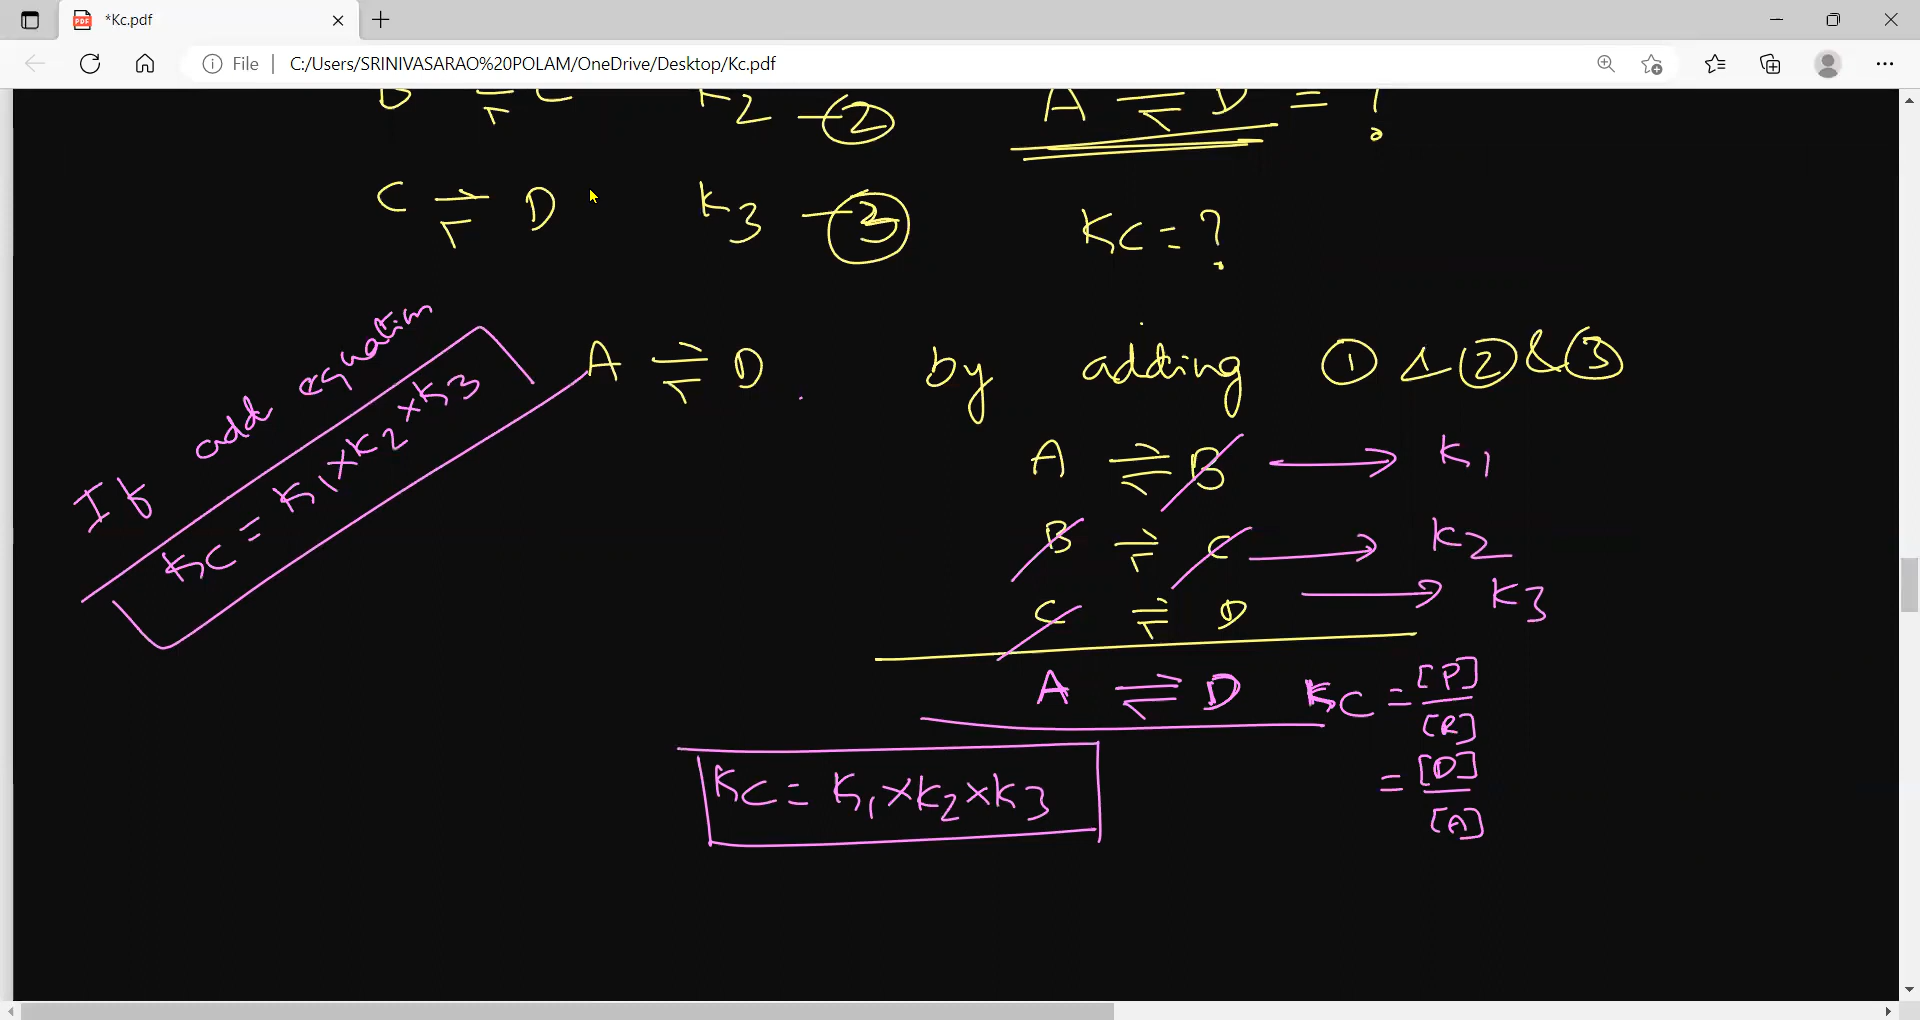 *Kc.pdf
File | C:/Users/SRINIVASARAO%20POLAM/OneDrive/Desktop/Kc.pdf
B ⇌ C K2 — ② A ⇌ D = ?
C ⇌ D K3 — ③ Kc = ?
A ⇌ D by adding ① & ② & ③
If add equation
Kc = K1 × K2 × K3
A ⇌ B → K1
B ⇌ C → K2
C ⇌ D → K3
A ⇌ D Kc = [P]/[R]
= [D]/[A]
Kc = K1 × K2 × K3